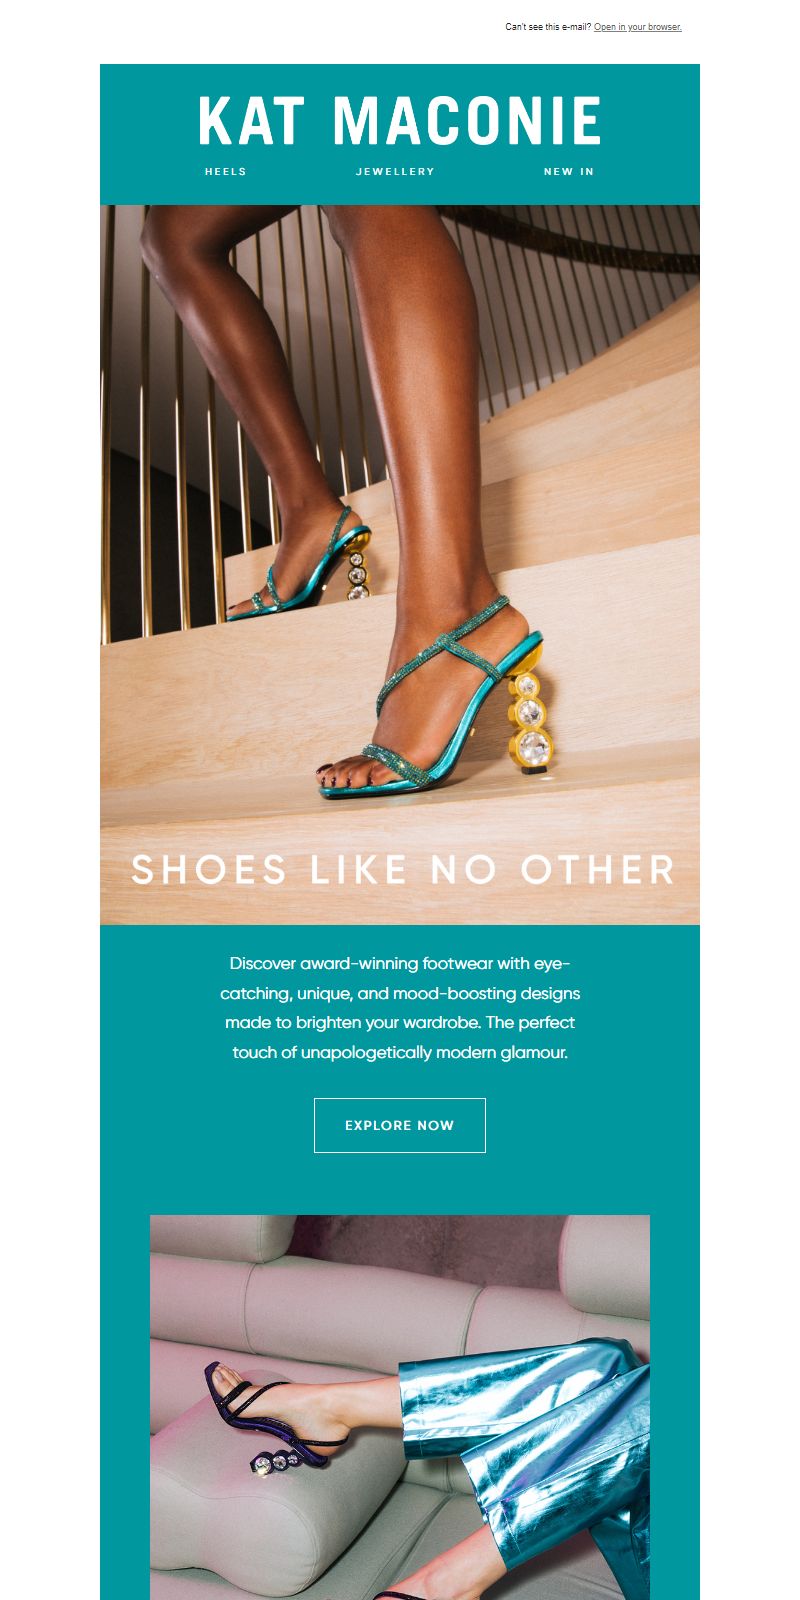 Can't see this e-mail? Open in your browser.
KAT MACONIE
HEELS JEWELLERY NEW IN
SHOES LIKE NO OTHER
Discover award-winning footwear with eye-
catching, unique, and mood-boosting designs
made to brighten your wardrobe. The perfect
touch of unapologetically modern glamour.
EXPLORE NOW